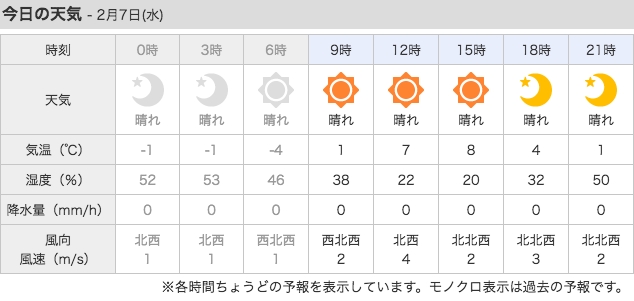 今日の天気 - 2月7日(水)
時刻 0時 3時 6時 9時 12時 15時 18時 21時
天気 晴れ 晴れ 晴れ 晴れ 晴れ 晴れ 晴れ 晴れ
気温（℃） -1 -1 -4 1 7 8 4 1
湿度（%） 52 53 46 38 22 20 32 50
降水量（mm/h） 0 0 0 0 0 0 0 0
風向 北西 北西 西北西 西北西 北西 北北西 北北西 北北西
風速（m/s） 1 1 1 2 4 2 3 2
※各時間ちょうどの予報を表示しています。モノクロ表示は過去の予報です。